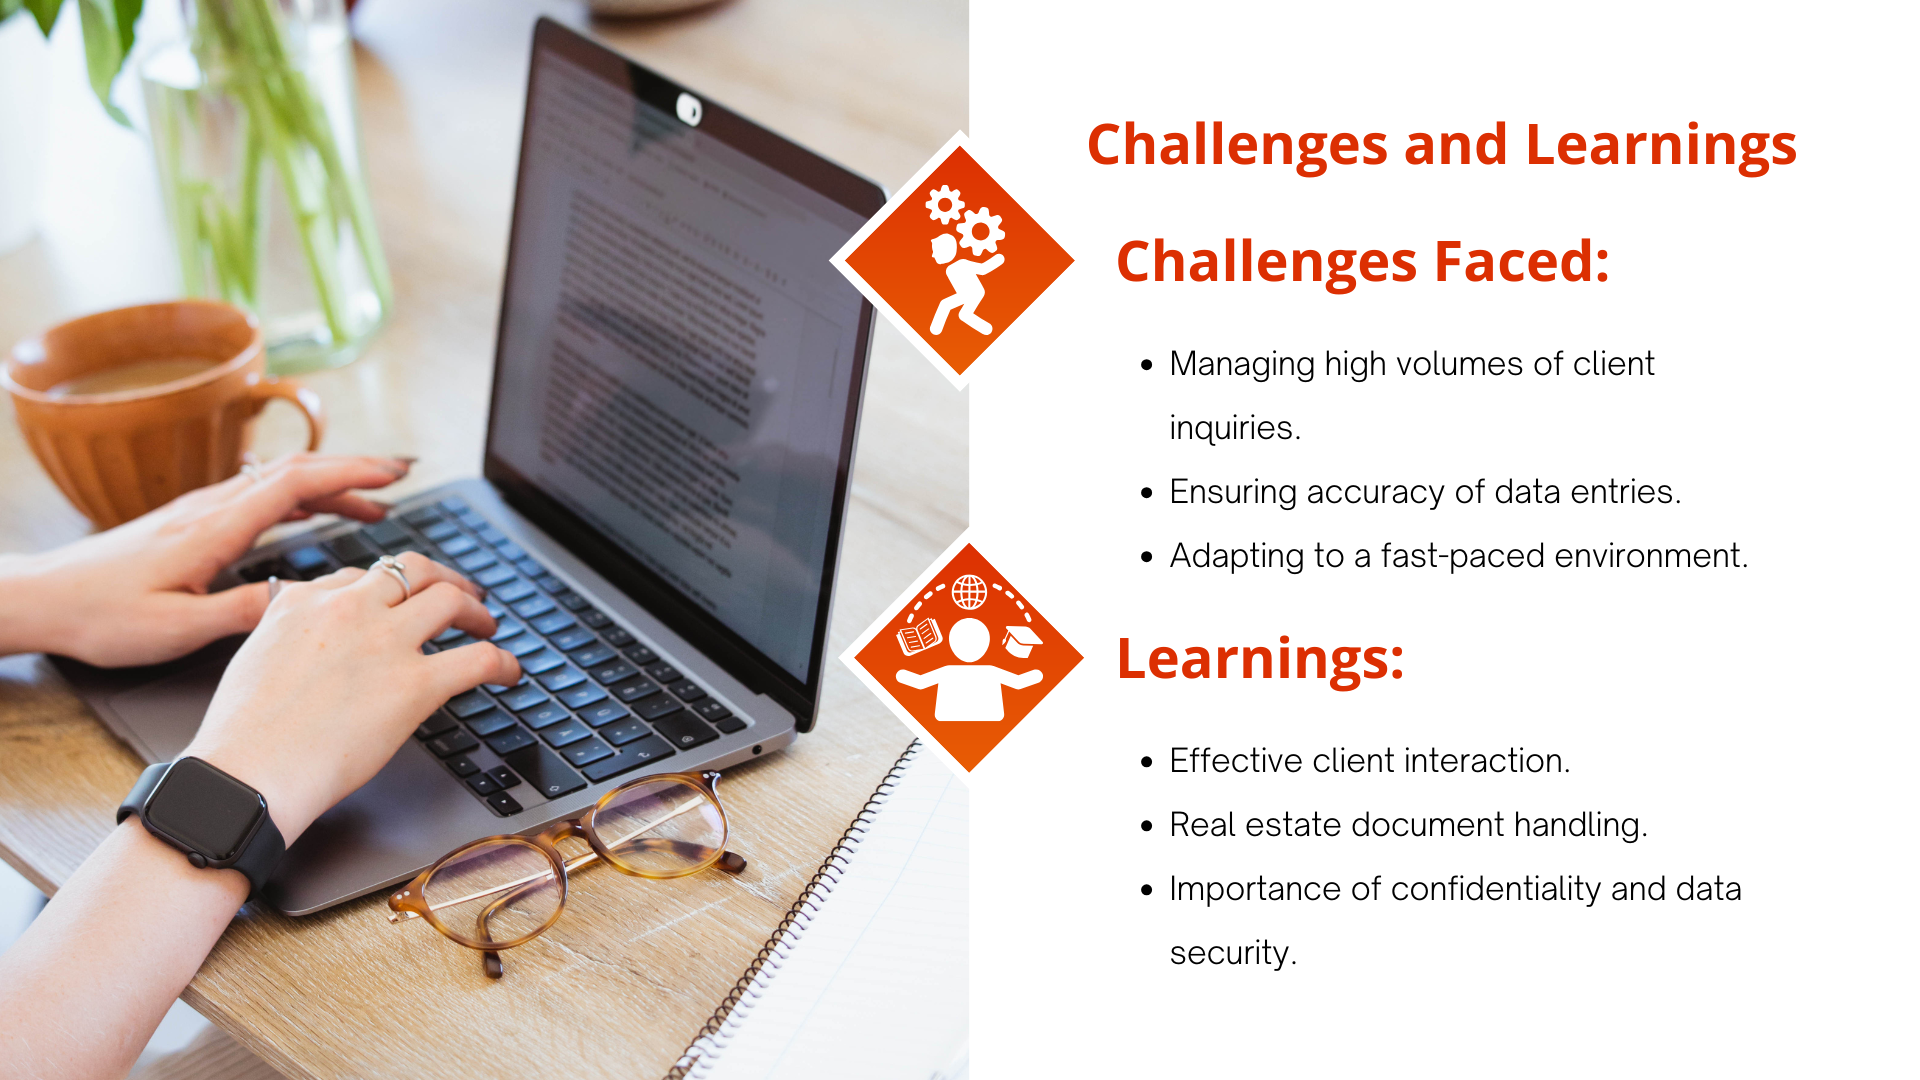 Challenges and Learnings
Challenges Faced:
Managing high volumes of client
inquiries.
Ensuring accuracy of data entries.
Adapting to a fast-paced environment.
Learnings:
Effective client interaction.
Real estate document handling.
Importance of confidentiality and data
security.